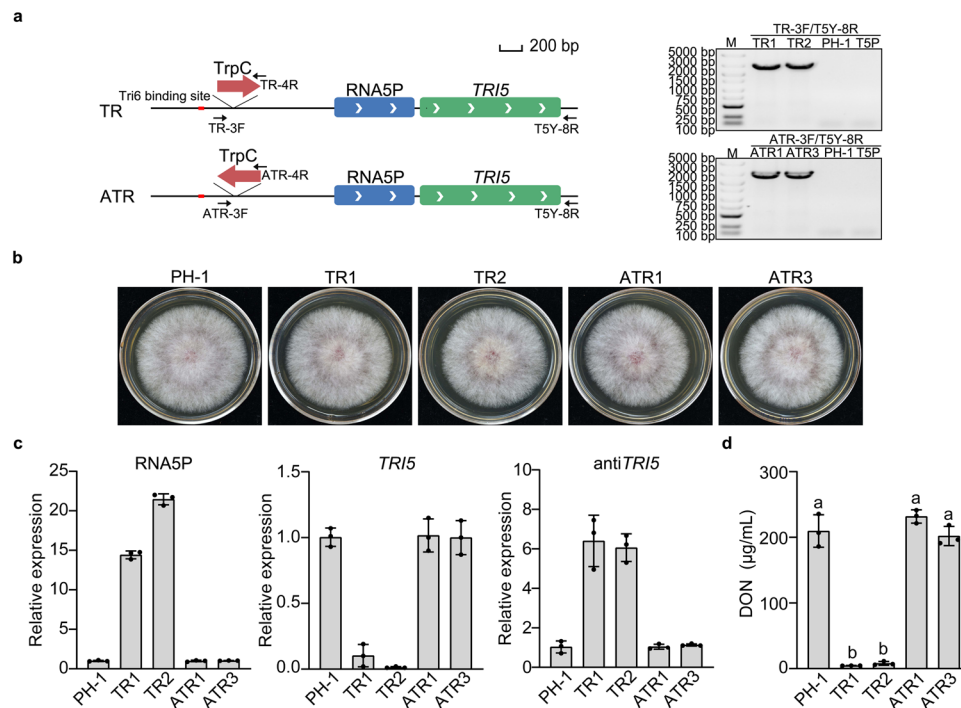 a
200 bp
TrpC
TR-4R
Tri6 binding site
RNA5P
TRI5
TR
TR-3F
T5Y-8R
TrpC
ATR-4R
RNA5P
TRI5
ATR
ATR-3F
T5Y-8R
TR-3F/T5Y-8R
M TR1 TR2 PH-1 T5P
5000 bp
3000 bp
2000 bp
1000 bp
750 bp
500 bp
250 bp
100 bp
ATR-3F/T5Y-8R
M ATR1 ATR3 PH-1 T5P
5000 bp
3000 bp
2000 bp
1000 bp
750 bp
500 bp
250 bp
100 bp
b
PH-1 TR1 TR2 ATR1 ATR3
c
RNA5P
Relative expression
25
20
15
10
5
0
PH-1 TR1 TR2 ATR1 ATR3
TRI5
Relative expression
1.5
1.0
0.5
0.0
PH-1 TR1 TR2 ATR1 ATR3
antiTRI5
Relative expression
10
8
6
4
2
0
PH-1 TR1 TR2 ATR1 ATR3
d
DON (μg/mL)
300
200
100
0
a b b a a
PH-1 TR1 TR2 ATR1 ATR3